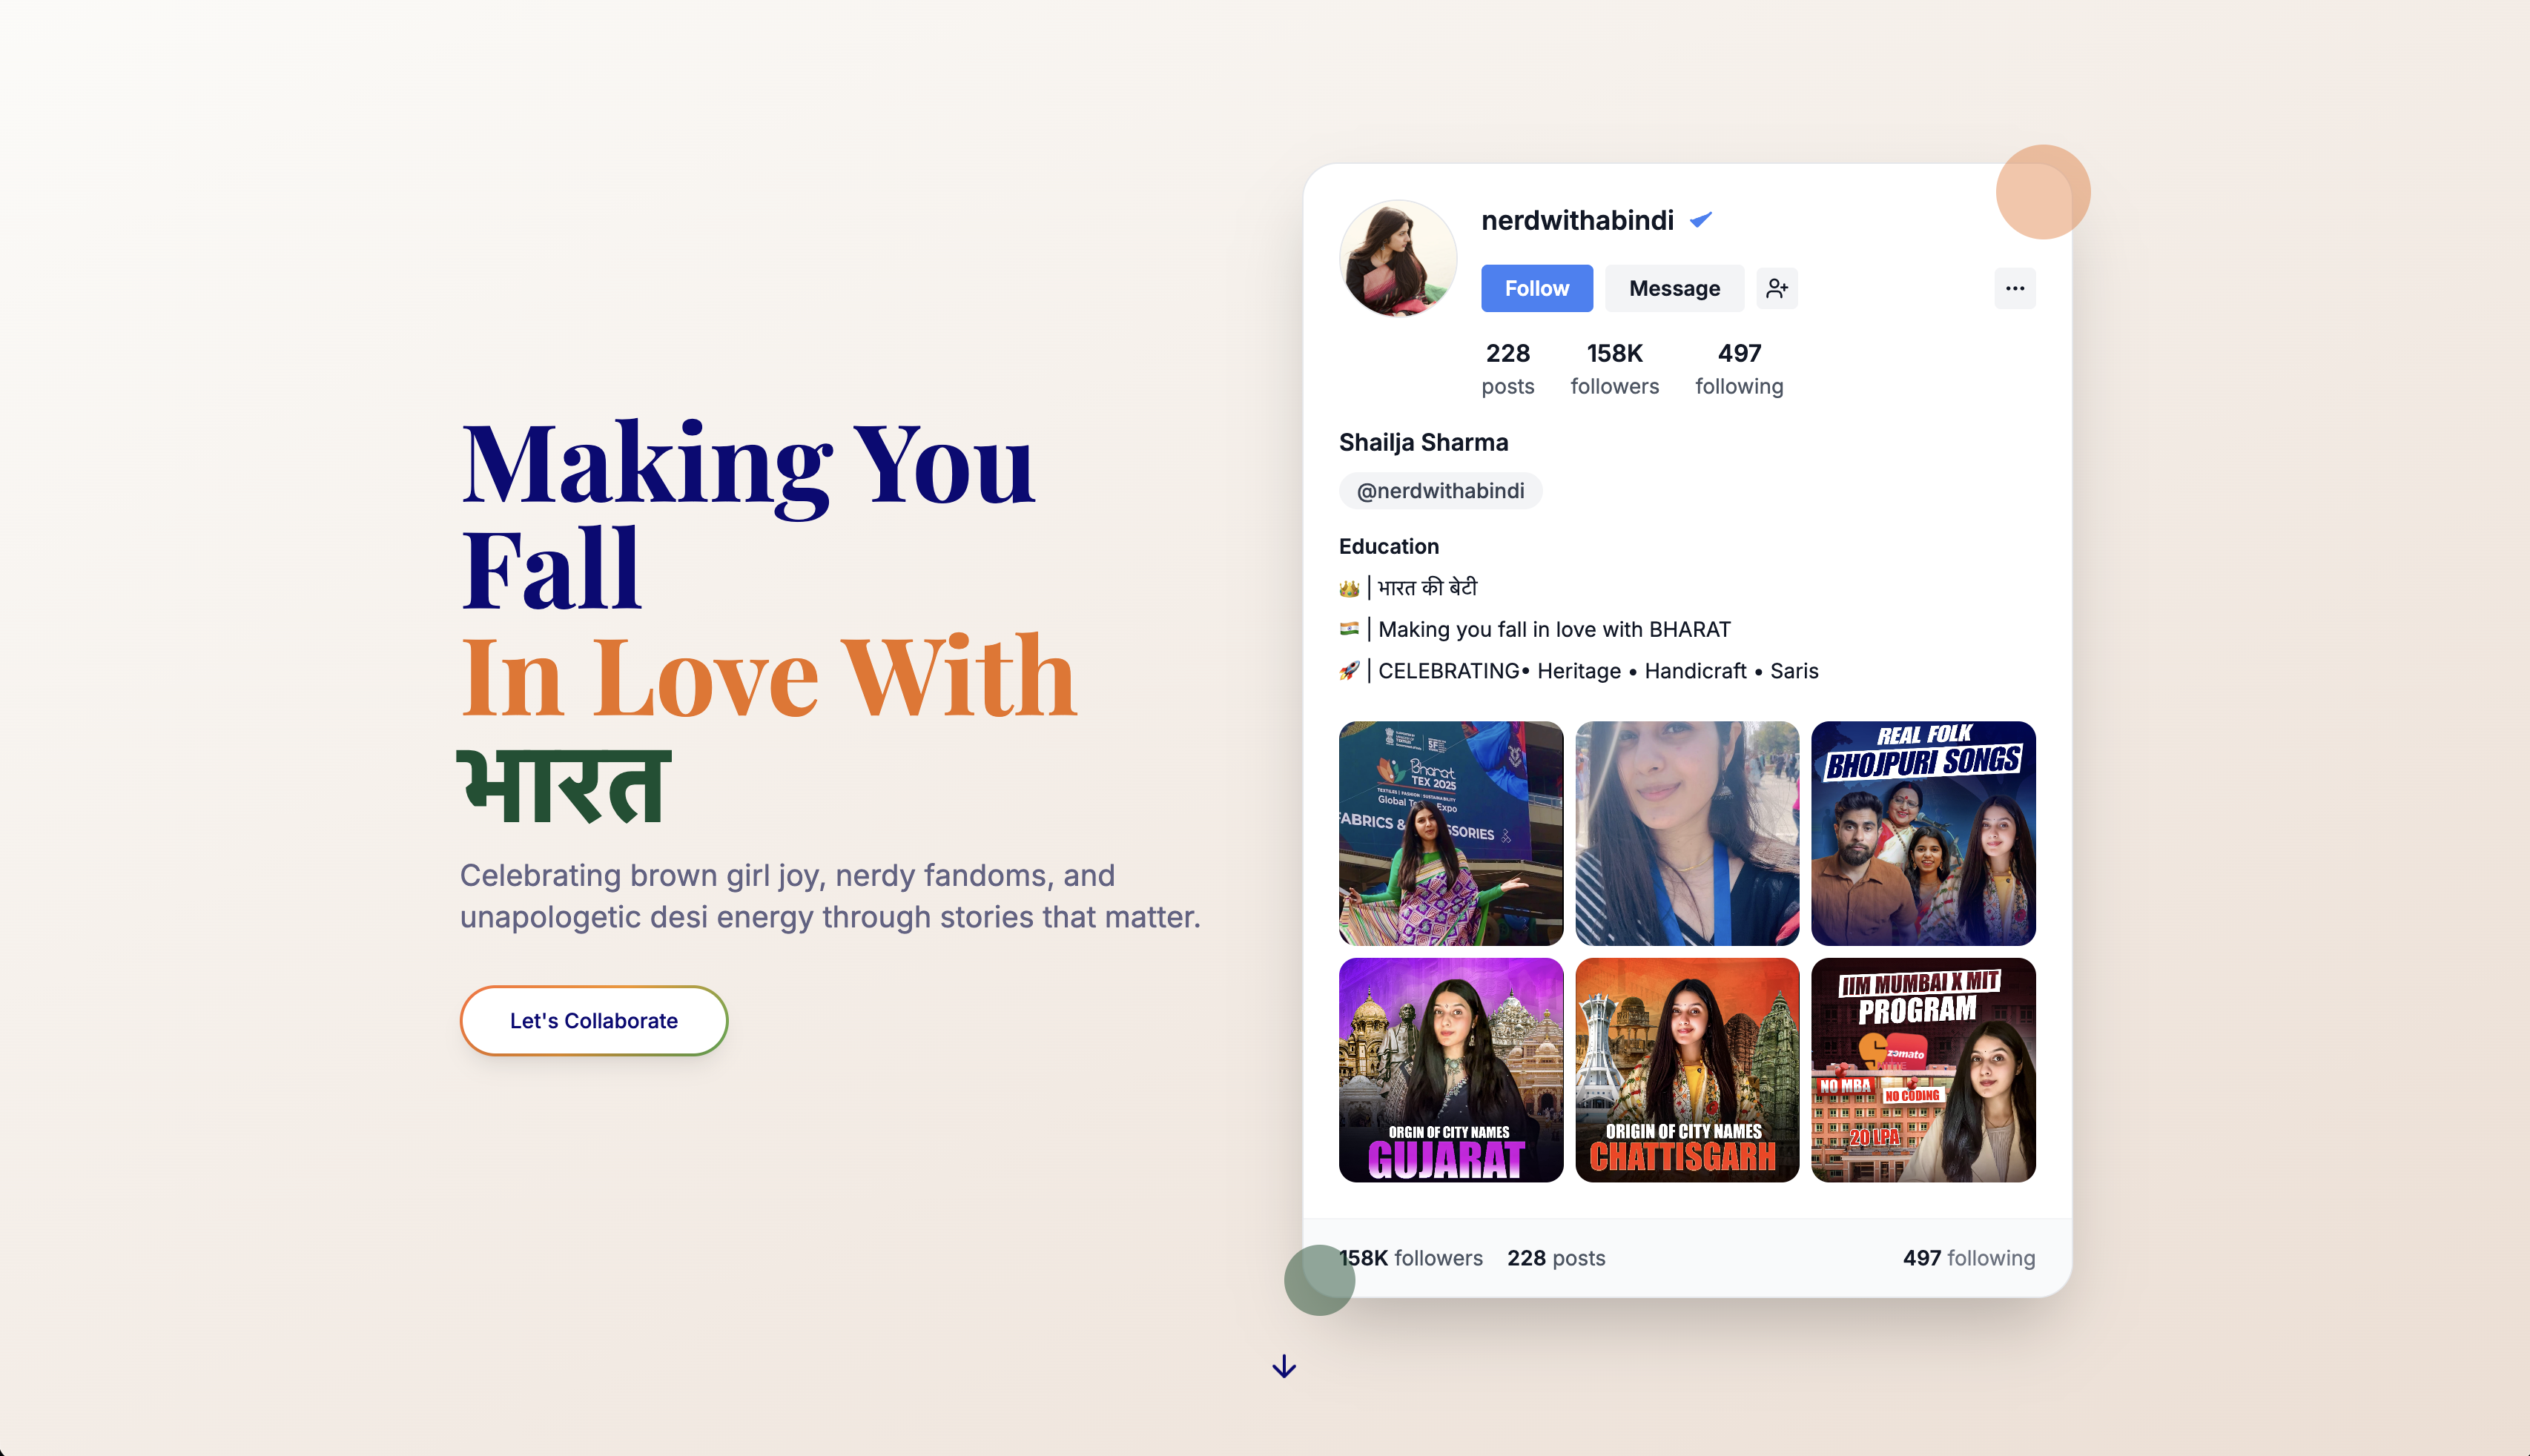 Making You
Fall
In Love With
भारत
Celebrating brown girl joy, nerdy fandoms, and
unapologetic desi energy through stories that matter.
Let's Collaborate
nerdwithabindi
Follow
Message
228
158K
497
posts
followers
following
Shailja Sharma
@nerdwithabindi
Education
| भारत की बेटी
| Making you fall in love with BHARAT
| CELEBRATING• Heritage • Handicraft • Saris
Bharat
TEX 2025
TEXTILES | FASHION | SUSTAINABILITY
Global Expo
FABRICS &
REAL FOLK
BHOJPURI SONGS
ORGIN OF CITY NAMES
GUJARAT
ORIGIN OF CITY NAMES
CHATTISGARH
IIM MUMBAI X MIT
PROGRAM
zomato
NO MBA
NO CODING
20 LPA
158K followers 228 posts
497 following